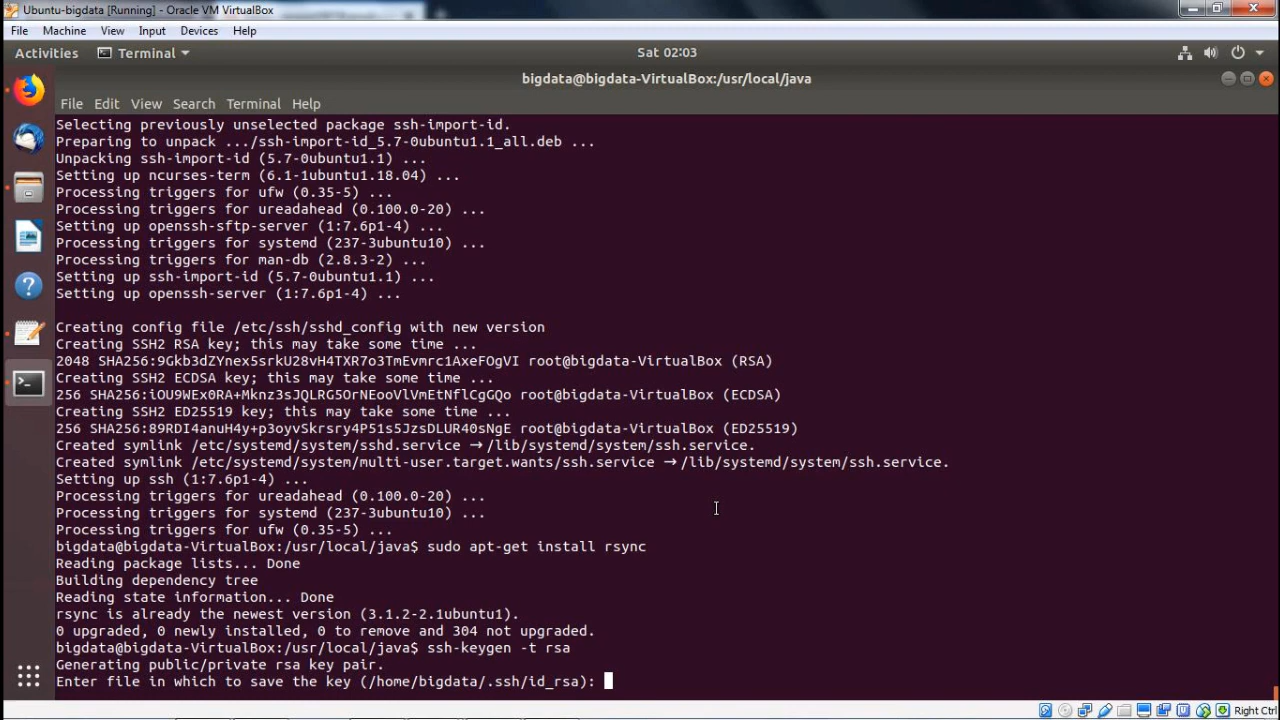 Ubuntu-bigdata [Running] - Oracle VM VirtualBox
File Machine View Input Devices Help
Activities Terminal Sat 02:03
bigdata@bigdata-VirtualBox:/usr/local/java
File Edit View Search Terminal Help
Selecting previously unselected package ssh-import-id.
Preparing to unpack .../ssh-import-id_5.7-0ubuntu1.1_all.deb ...
Unpacking ssh-import-id (5.7-0ubuntu1.1) ...
Setting up ncurses-term (6.1-1ubuntu1.18.04) ...
Processing triggers for ufw (0.35-5) ...
Processing triggers for ureadahead (0.100.0-20) ...
Setting up openssh-sftp-server (1:7.6p1-4) ...
Processing triggers for systemd (237-3ubuntu10) ...
Processing triggers for man-db (2.8.3-2) ...
Setting up ssh-import-id (5.7-0ubuntu1.1) ...
Setting up openssh-server (1:7.6p1-4) ...
Creating config file /etc/ssh/sshd_config with new version
Creating SSH2 RSA key; this may take some time ...
2048 SHA256:9Gkb3dZYnex5srkU28vH4TXR7o3TmEvmrc1AxeFOgVI root@bigdata-VirtualBox (RSA)
Creating SSH2 ECDSA key; this may take some time ...
256 SHA256:iOU9WEx0RA+Mknz3sJQLRG5OrNEooVlVmEtNflCgGQo root@bigdata-VirtualBox (ECDSA)
Creating SSH2 ED25519 key; this may take some time ...
256 SHA256:89RDI4anuH4y+p3oyvSkrsry4P51s5JzsDLUR40sNgE root@bigdata-VirtualBox (ED25519)
Created symlink /etc/systemd/system/sshd.service → /lib/systemd/system/ssh.service.
Created symlink /etc/systemd/system/multi-user.target.wants/ssh.service → /lib/systemd/system/ssh.service.
Setting up ssh (1:7.6p1-4) ...
Processing triggers for ureadahead (0.100.0-20) ...
Processing triggers for systemd (237-3ubuntu10) ...
Processing triggers for ufw (0.35-5) ...
bigdata@bigdata-VirtualBox:/usr/local/java$ sudo apt-get install rsync
Reading package lists... Done
Building dependency tree
Reading state information... Done
rsync is already the newest version (3.1.2-2.1ubuntu1).
0 upgraded, 0 newly installed, 0 to remove and 304 not upgraded.
bigdata@bigdata-VirtualBox:/usr/local/java$ ssh-keygen -t rsa
Generating public/private rsa key pair.
Enter file in which to save the key (/home/bigdata/.ssh/id_rsa):
Right Ctrl